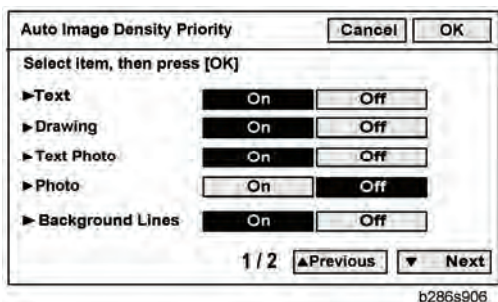 Auto Image Density Priority Cancel OK
Select item, then press [OK]
►Text On Off
►Drawing On Off
►Text Photo On Off
►Photo On Off
►Background Lines On Off
1/2 ▲Previous ▼ Next
b286s906